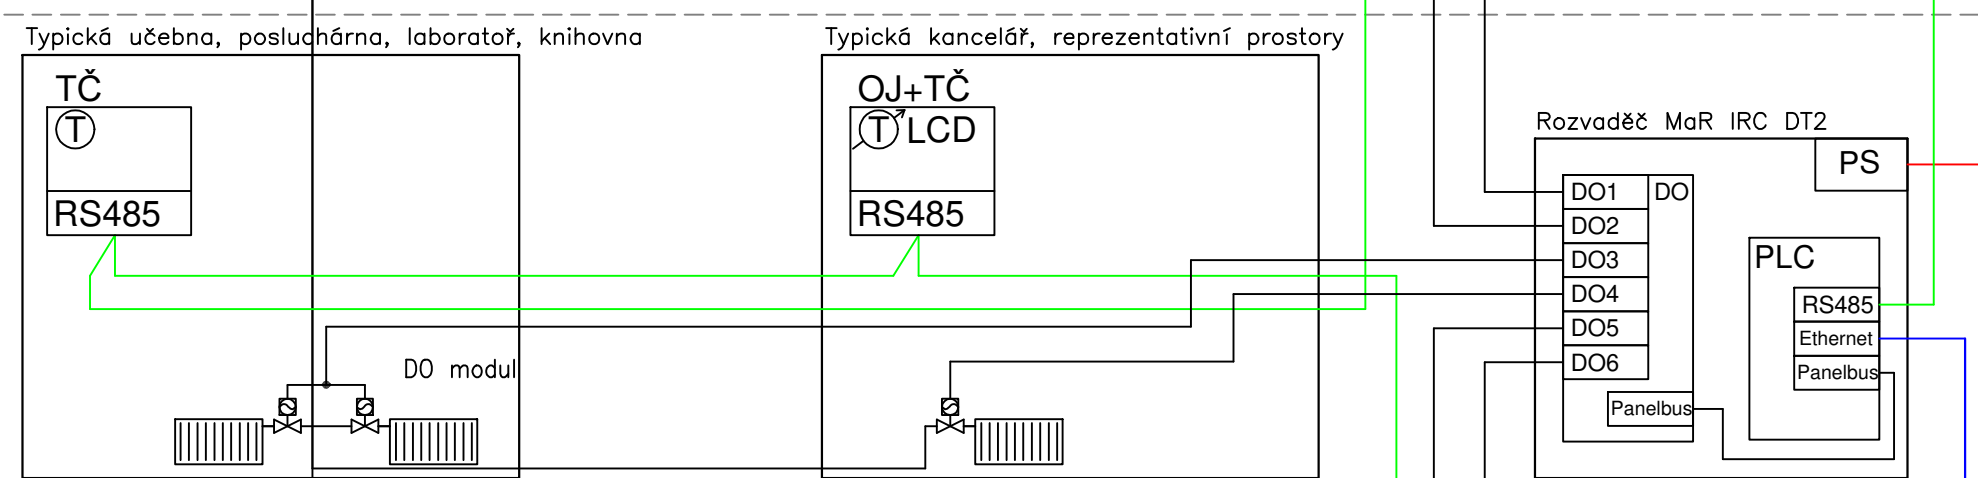 Typická učebna, posluchárna, laboratoř, knihovna
TČ
T
RS485
DO modul
Typická kancelář, reprezentativní prostory
OJ+TČ
T LCD
RS485
Rozvaděč MaR IRC DT2
PS
DO1 DO
DO2
DO3
DO4
DO5
DO6
Panelbus
PLC
RS485
Ethernet
Panelbus